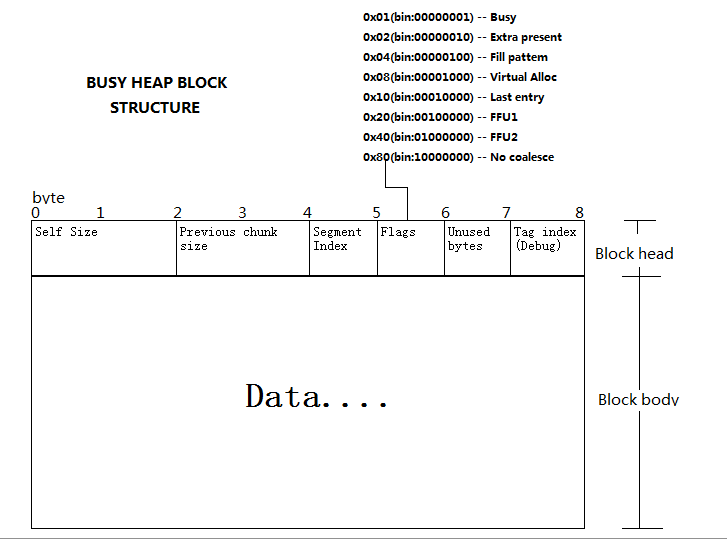 0x01(bin:00000001) -- Busy
0x02(bin:00000010) -- Extra present
0x04(bin:00000100) -- Fill pattem
0x08(bin:00001000) -- Virtual Alloc
0x10(bin:00010000) -- Last entry
0x20(bin:00100000) -- FFU1
0x40(bin:01000000) -- FFU2
0x80(bin:10000000) -- No coalesce
BUSY HEAP BLOCK
STRUCTURE
byte
0 1 2 3 4 5 6 7 8
Self Size
Previous chunk
size
Segment
Index
Flags
Unused
bytes
Tag index
(Debug)
Block head
Data....
Block body